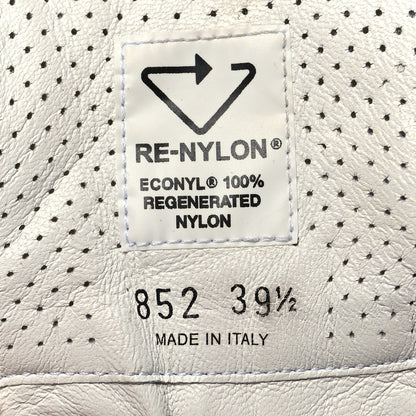 RE-NYLON®
ECONYL® 100%
REGENERATED
NYLON
852 39½
MADE IN ITALY